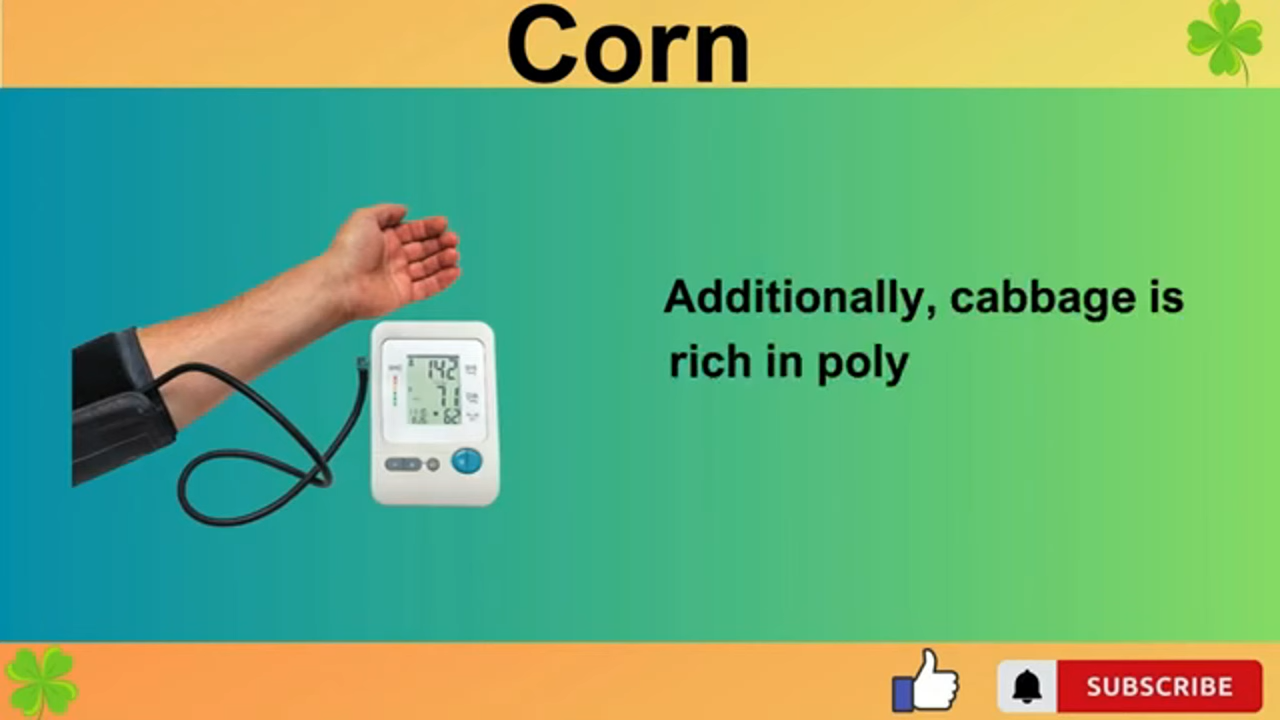 Corn
Additionally, cabbage is
rich in poly
142
71
62
SUBSCRIBE